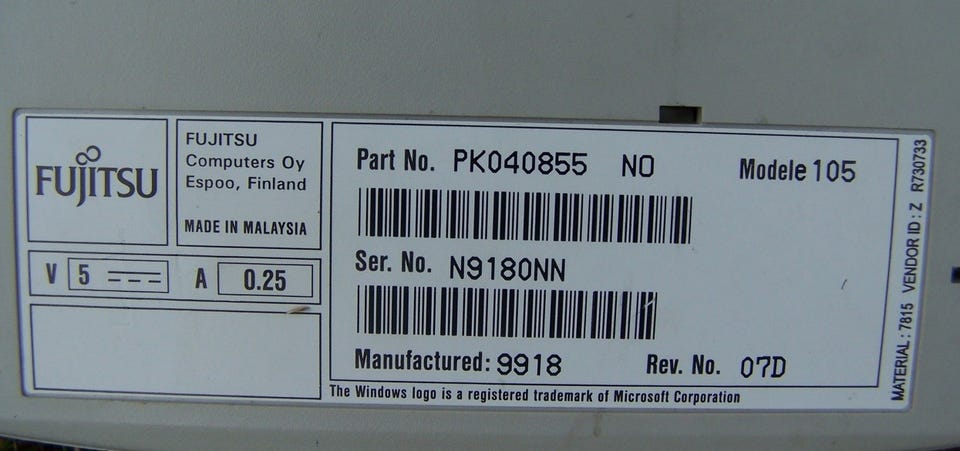 FUJITSU
FUJITSU
Computers Oy
Espoo, Finland
MADE IN MALAYSIA
V 5 A 0.25
Part No. PK040855 NO Modele 105
Ser. No. N9180NN
Manufactured: 9918 Rev. No. 07D
The Windows logo is a registered trademark of Microsoft Corporation
MATERIAL : 7815 VENDOR ID : Z R730733